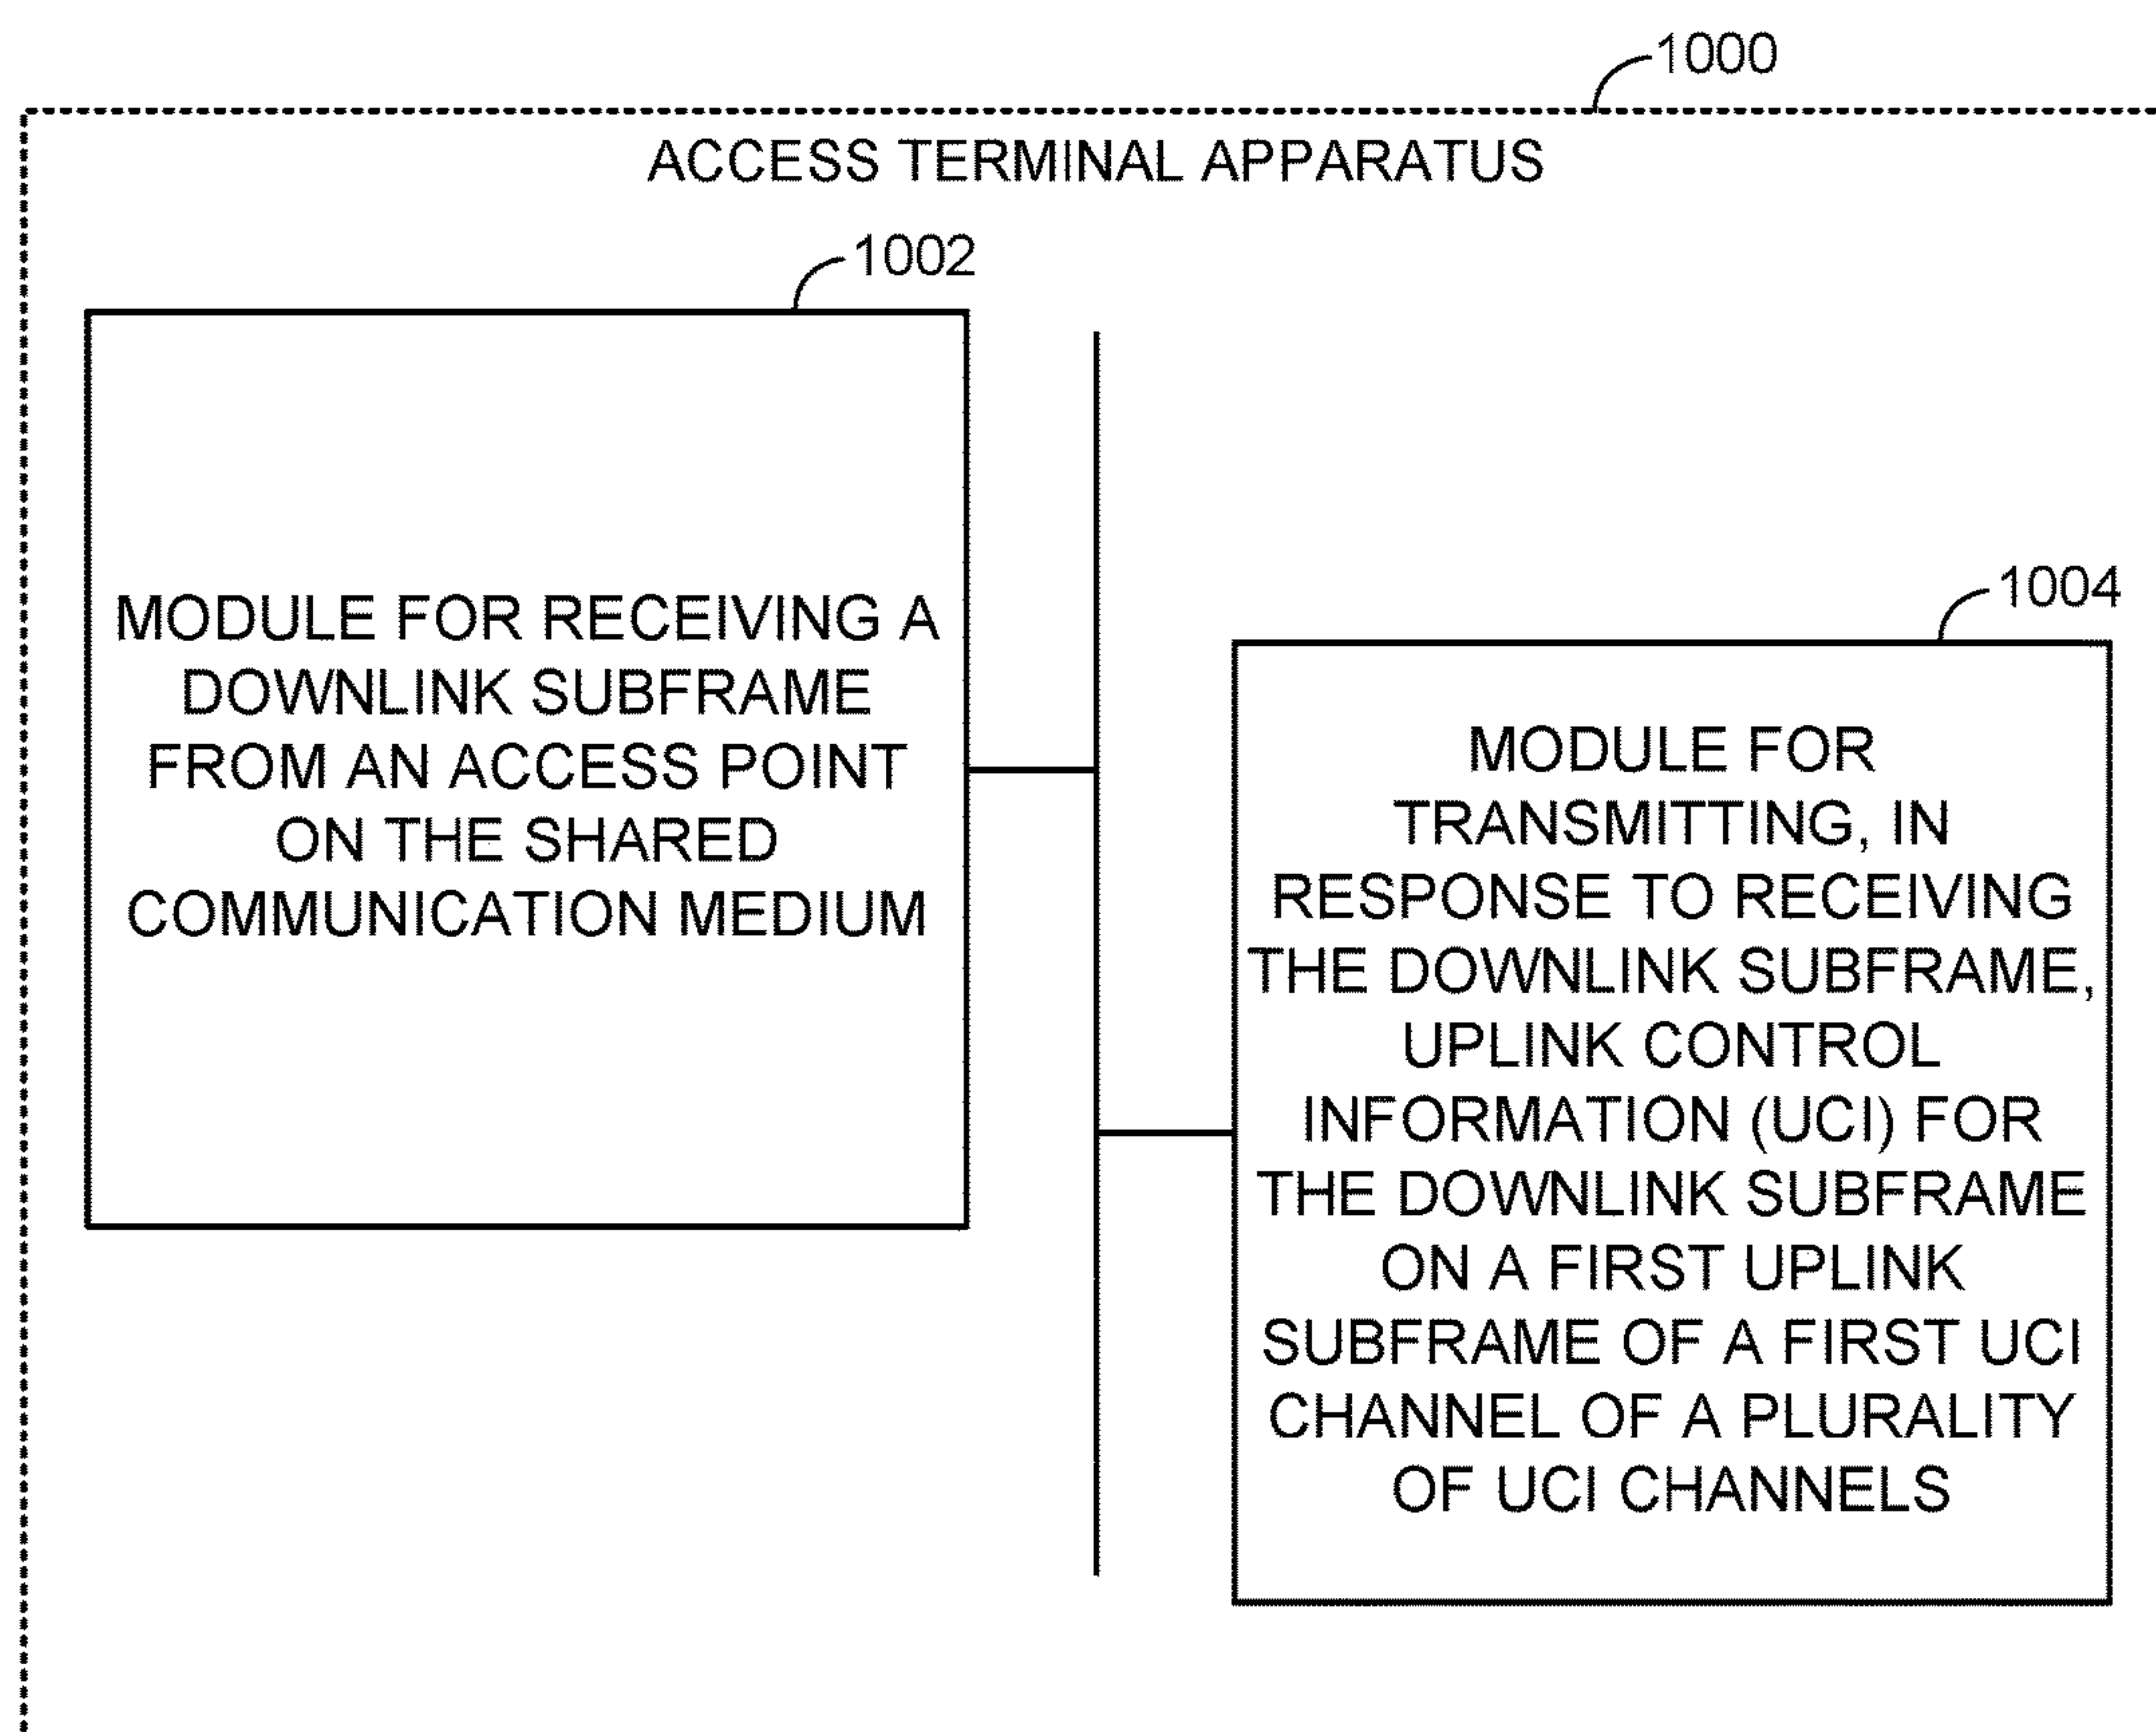 1000
ACCESS TERMINAL APPARATUS
1002
MODULE FOR RECEIVING A
DOWNLINK SUBFRAME
FROM AN ACCESS POINT
ON THE SHARED
COMMUNICATION MEDIUM
1004
MODULE FOR
TRANSMITTING, IN
RESPONSE TO RECEIVING
THE DOWNLINK SUBFRAME,
UPLINK CONTROL
INFORMATION (UCI) FOR
THE DOWNLINK SUBFRAME
ON A FIRST UPLINK
SUBFRAME OF A FIRST UCI
CHANNEL OF A PLURALITY
OF UCI CHANNELS